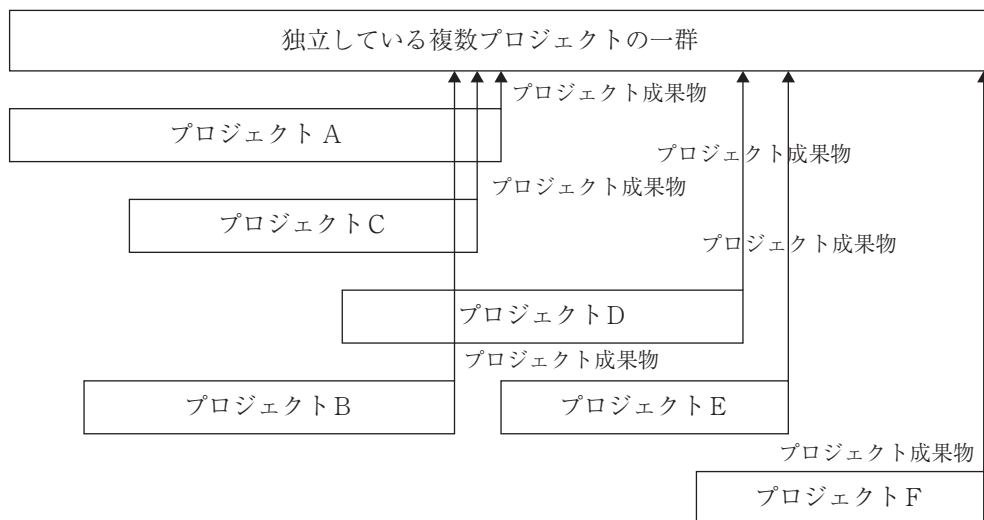 独立している複数プロジェクトの一群
プロジェクト成果物
プロジェクトA
プロジェクト成果物
プロジェクト成果物
プロジェクトC
プロジェクト成果物
プロジェクトD
プロジェクト成果物
プロジェクトB
プロジェクトE
プロジェクト成果物
プロジェクトF